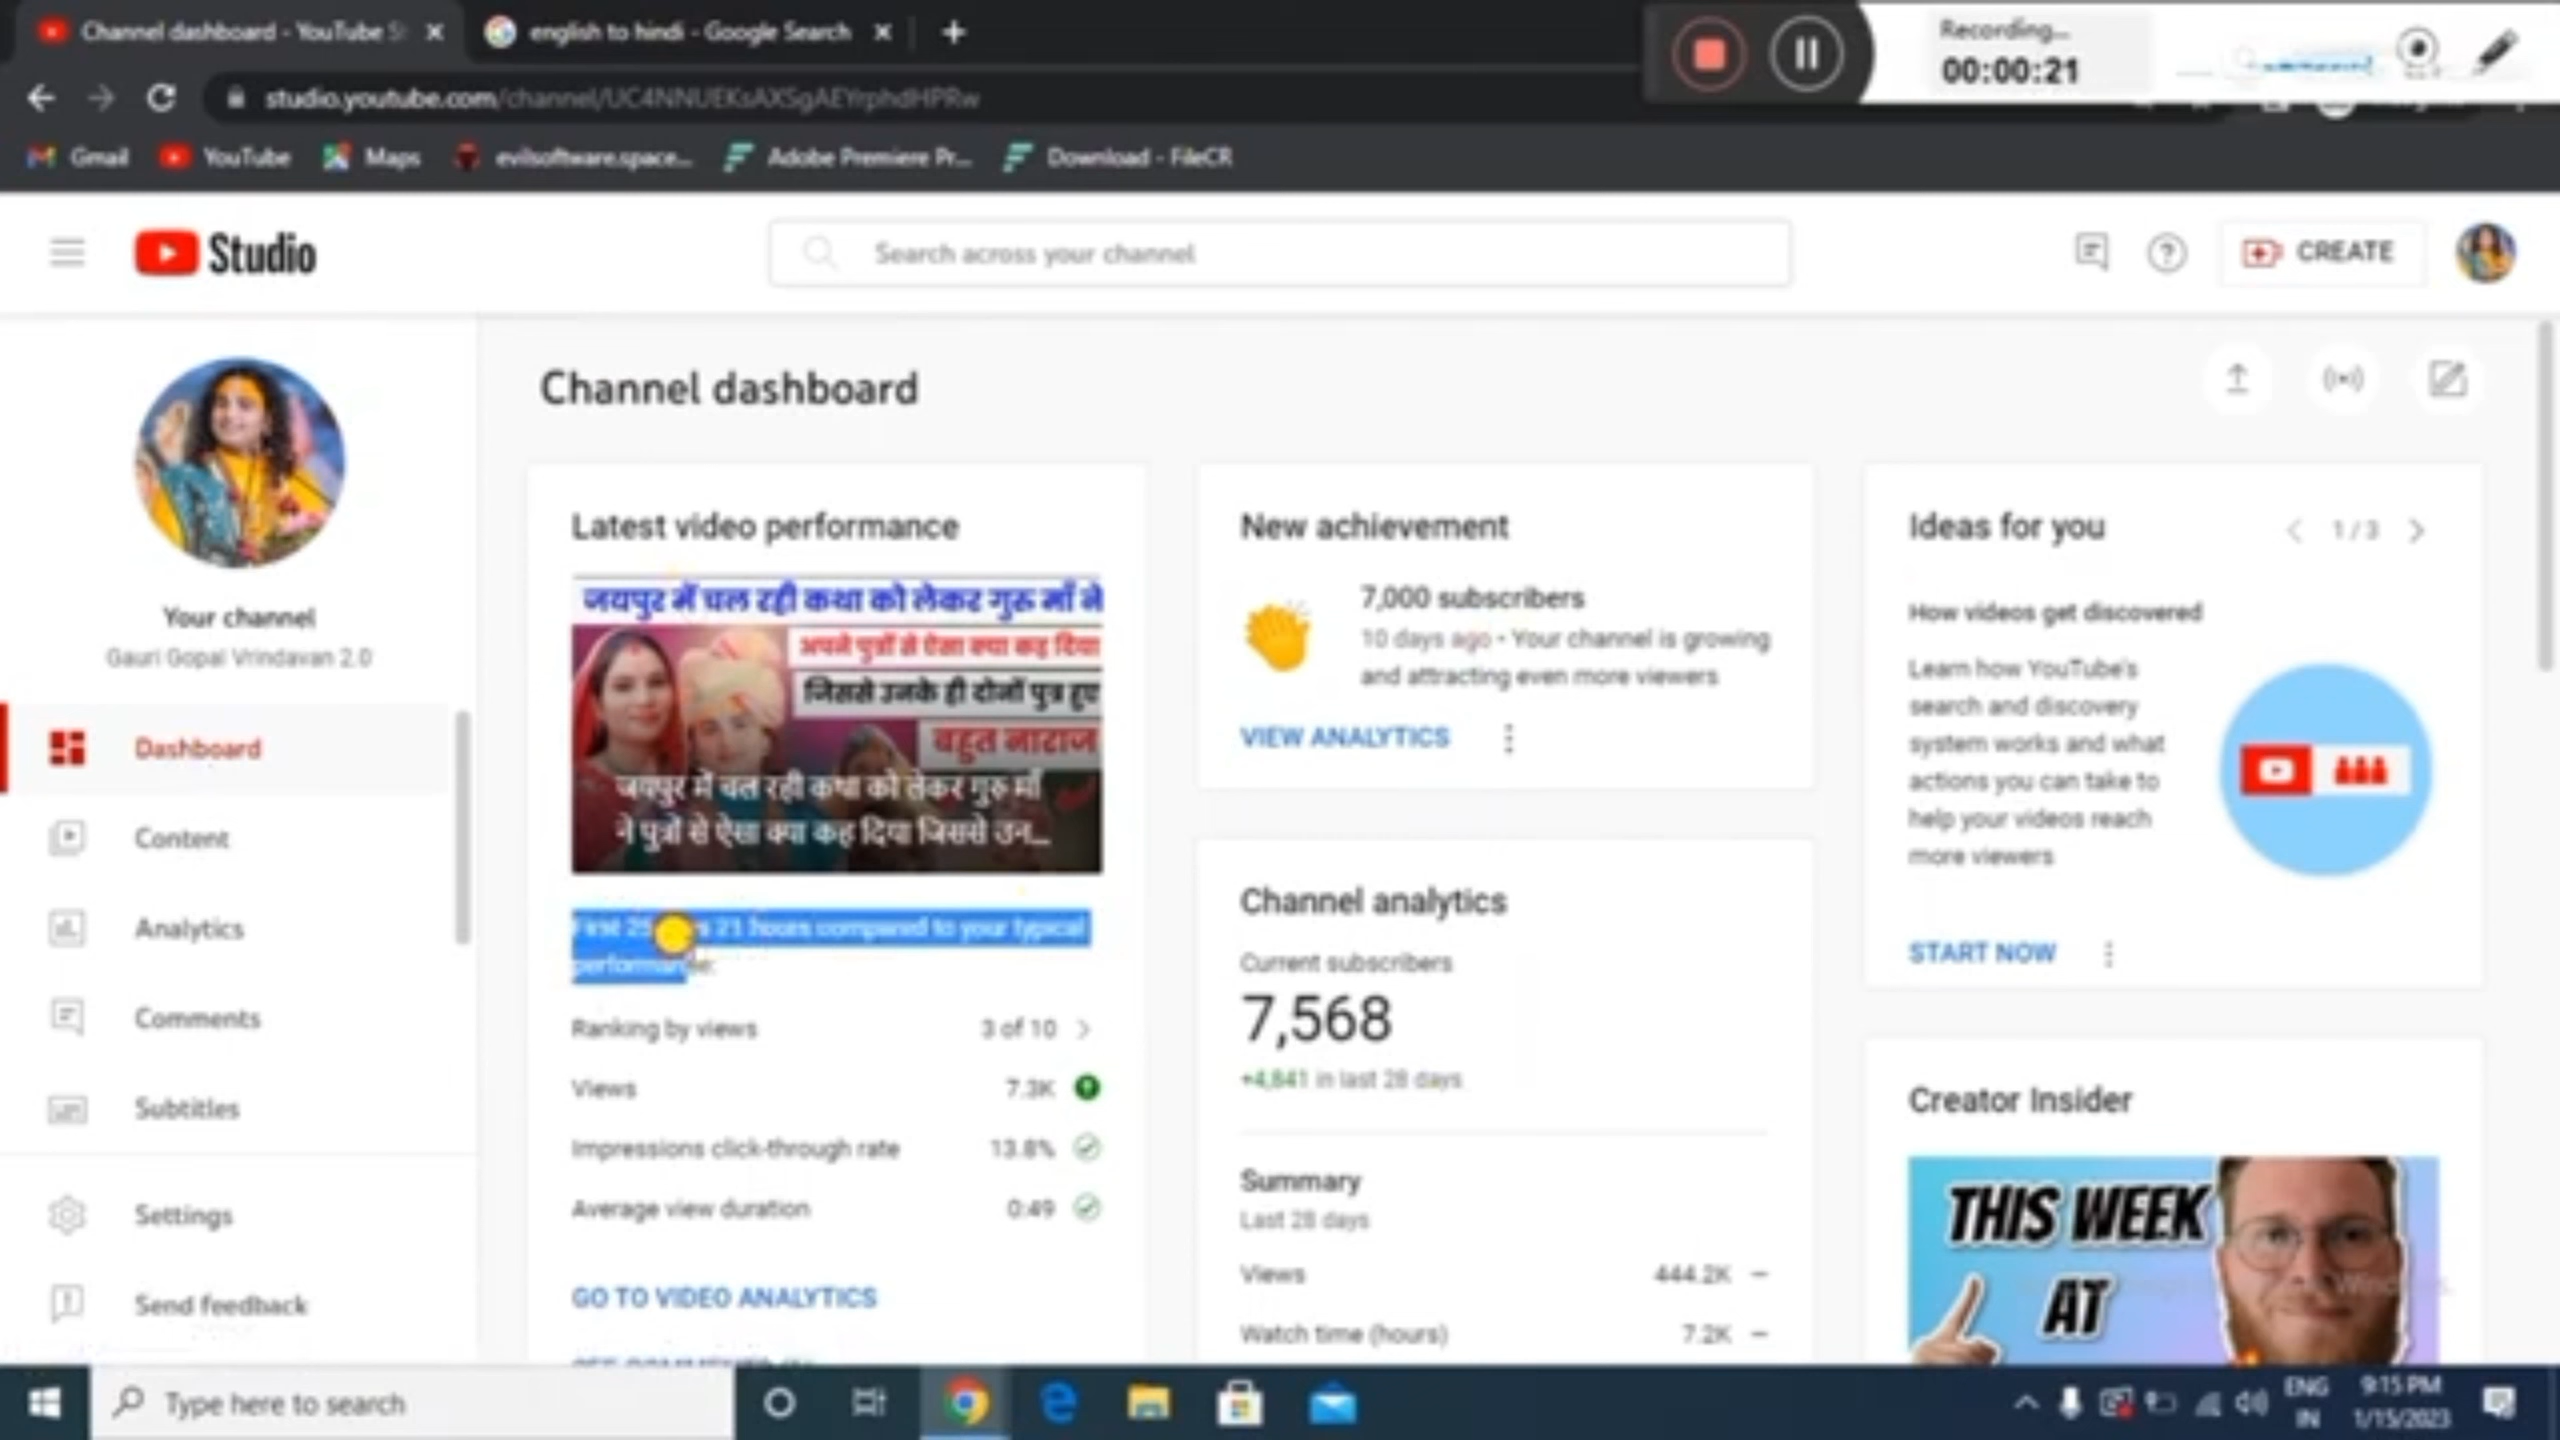 Channel dashboard - YouTube S
english to hindi - Google Search
Recording...
00:00:21
studio.youtube.com/channel/UC4NNUEKsAXSgAEYrphdHPRw
Gmail
YouTube
Maps
evilsoftware.space...
Adobe Premiere Pr...
Download - FileCR
Studio
Search across your channel
CREATE
Your channel
Gauri Gopal Vrindavan 2.0
Dashboard
Content
Analytics
Comments
Subtitles
Settings
Send feedback
Channel dashboard
Latest video performance
जयपुर में चल रही कथा को लेकर गुरु माँ ने
अपने पुत्रों से ऐसा क्या कह दिया
जिससे उनके ही दोनों पुत्र हुए
बहुत नाराज
जयपुर में चल रही कथा को लेकर गुरु माँ
ने पुत्रों से ऐसा क्या कह दिया जिससे उन...
First 25 21 hours compared to your typical
performance:
Ranking by views 3 of 10
Views 7.3K
Impressions click-through rate 13.8%
Average view duration 0:49
GO TO VIDEO ANALYTICS
New achievement
7,000 subscribers
10 days ago • Your channel is growing
and attracting even more viewers
VIEW ANALYTICS
Channel analytics
Current subscribers
7,568
+4,841 in last 28 days
Summary
Last 28 days
Views 444.2K —
Watch time (hours) 7.2K —
Ideas for you
1 / 3
How videos get discovered
Learn how YouTube's
search and discovery
system works and what
actions you can take to
help your videos reach
more viewers
START NOW
Creator Insider
THIS WEEK
AT
Type here to search
ENG
IN
9:15 PM
1/15/2023